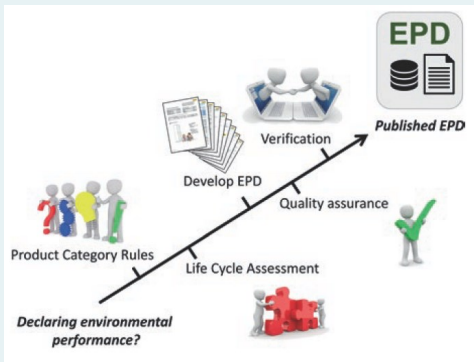 EPD
Published EPD
Verification
Develop EPD
Quality assurance
Product Category Rules
Life Cycle Assessment
Declaring environmental
performance?